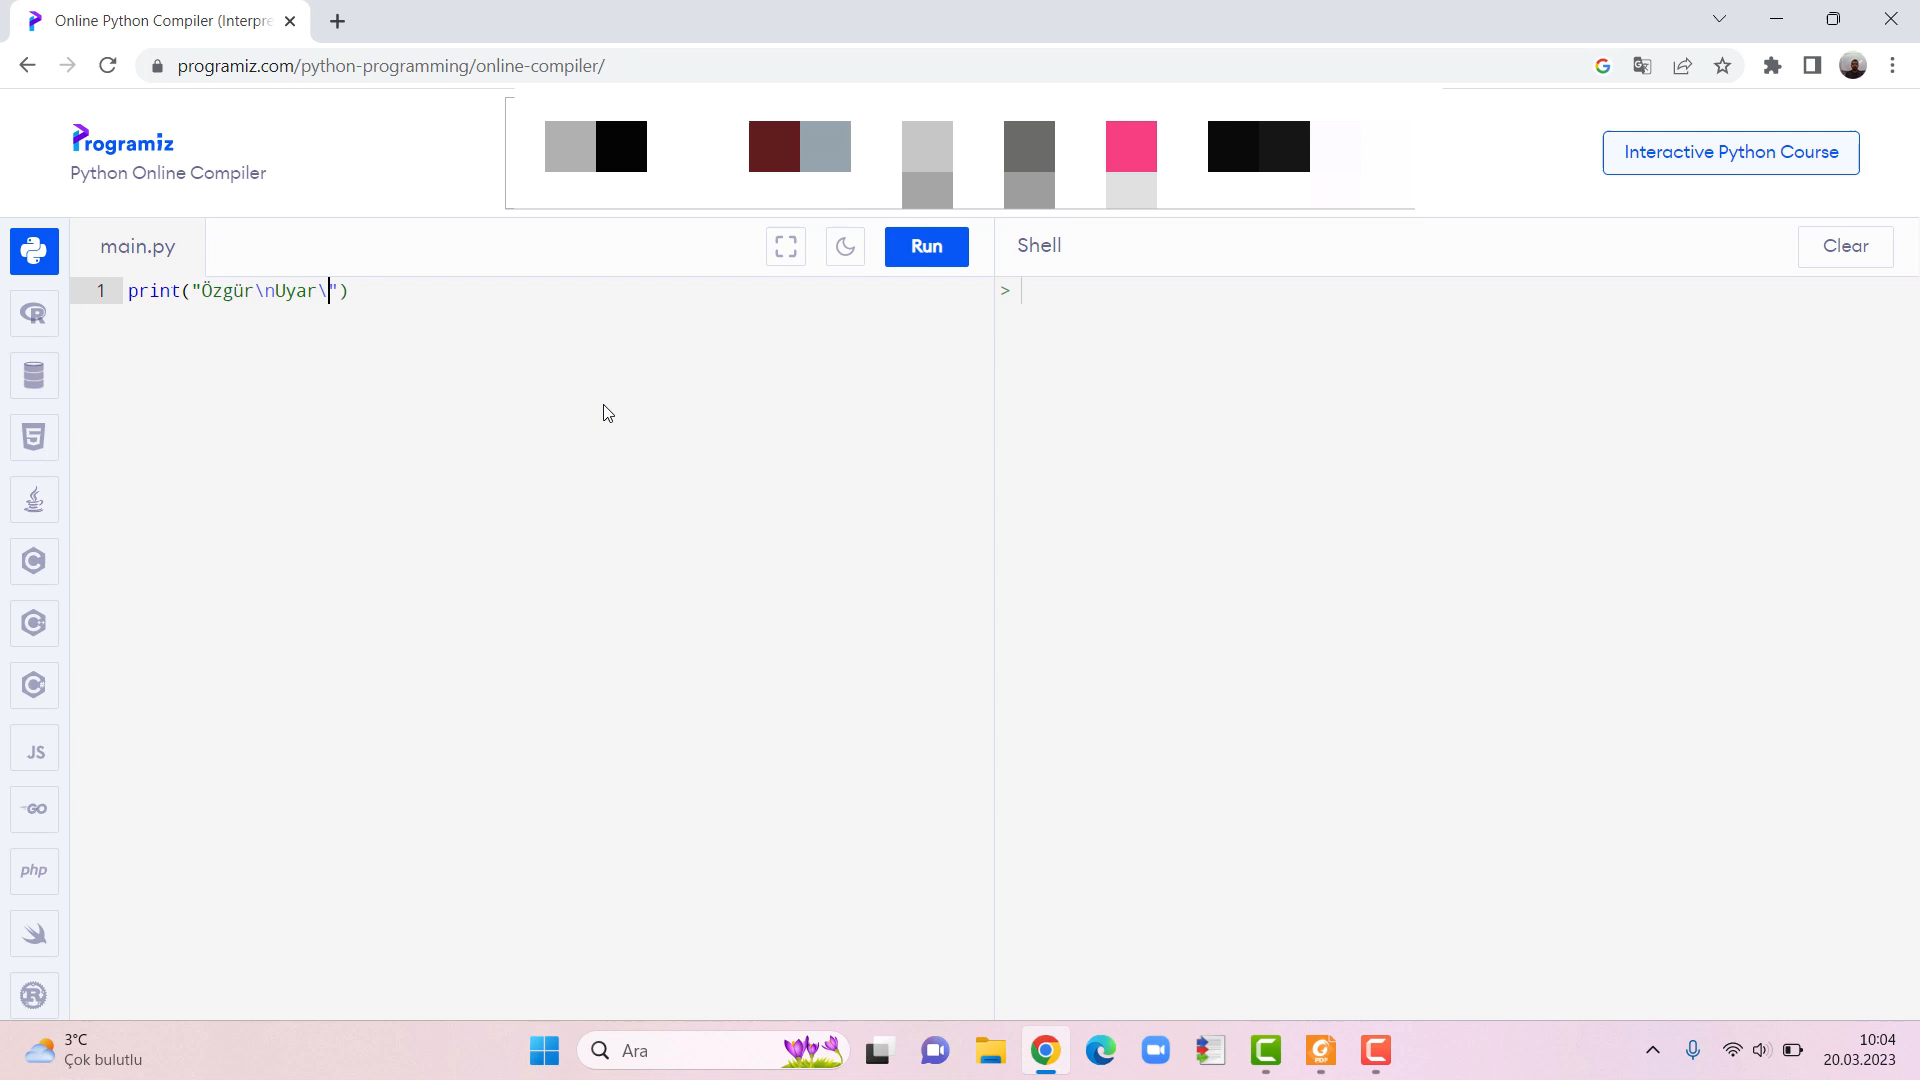 Online Python Compiler (Interpre
programiz.com/python-programming/online-compiler/
Programiz
Python Online Compiler
Interactive Python Course
main.py
Run
Shell
Clear
1 print("Özgür\nUyar\")
>
R
5
C
C
C
JS
GO
php
R
3°C
Çok bulutlu
Ara
PDF
10:04
20.03.2023